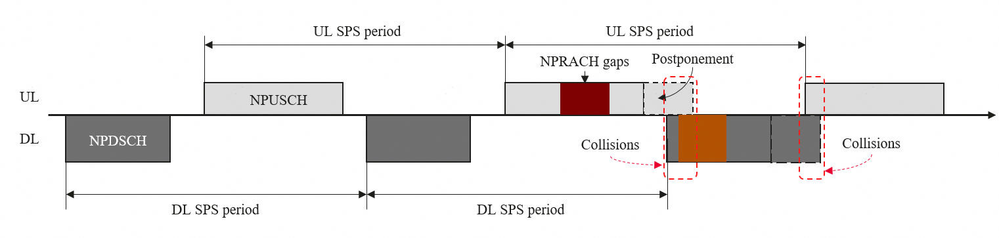 UL SPS period
UL SPS period
NPRACH gaps
Postponement
UL
NPUSCH
DL
NPDSCH
Collisions
Collisions
DL SPS period
DL SPS period